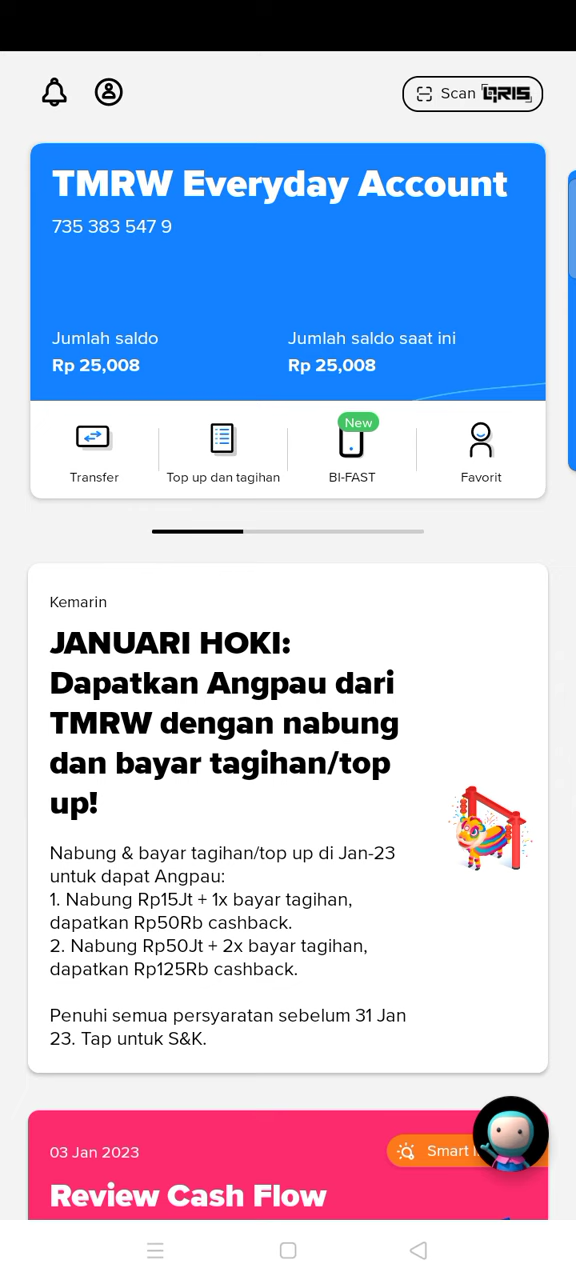 Scan QRIS
TMRW Everyday Account
735 383 547 9
Jumlah saldo
Rp 25,008
Jumlah saldo saat ini
Rp 25,008
Transfer
Top up dan tagihan
New
BI-FAST
Favorit
Kemarin
JANUARI HOKI:
Dapatkan Angpau dari
TMRW dengan nabung
dan bayar tagihan/top
up!
Nabung & bayar tagihan/top up di Jan-23
untuk dapat Angpau:
1. Nabung Rp15Jt + 1x bayar tagihan,
dapatkan Rp50Rb cashback.
2. Nabung Rp50Jt + 2x bayar tagihan,
dapatkan Rp125Rb cashback.
Penuhi semua persyaratan sebelum 31 Jan
23. Tap untuk S&K.
03 Jan 2023
Smart
Review Cash Flow